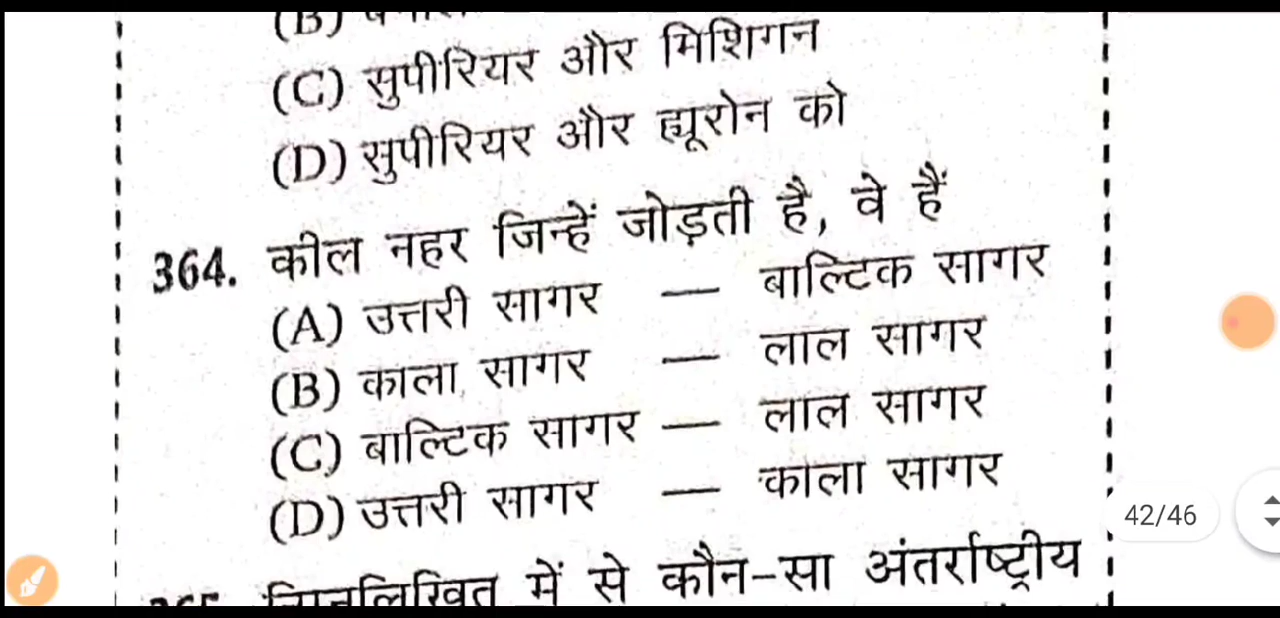 (B)
(C) सुपीरियर और मिशिगन
(D) सुपीरियर और ह्यूरोन को
364. कील नहर जिन्हें जोड़ती है, वे हैं
(A) उत्तरी सागर — बाल्टिक सागर
(B) काला सागर — लाल सागर
(C) बाल्टिक सागर — लाल सागर
(D) उत्तरी सागर — काला सागर
42/46
में से कौन-सा अंतर्राष्ट्रीय